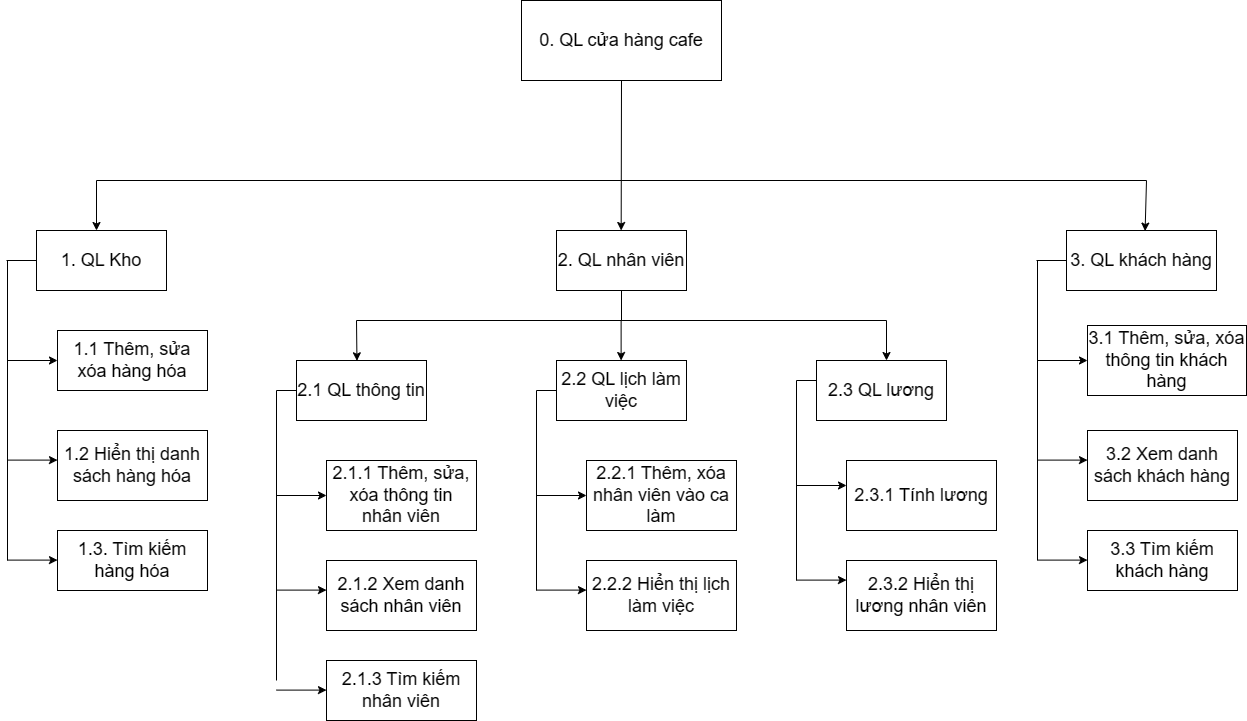 0. QL cửa hàng cafe
1. QL Kho
2. QL nhân viên
3. QL khách hàng
1.1 Thêm, sửa
xóa hàng hóa
1.2 Hiển thị danh
sách hàng hóa
1.3. Tìm kiếm
hàng hóa
2.1 QL thông tin
2.1.1 Thêm, sửa,
xóa thông tin
nhân viên
2.1.2 Xem danh
sách nhân viên
2.1.3 Tìm kiếm
nhân viên
2.2 QL lịch làm
việc
2.2.1 Thêm, xóa
nhân viên vào ca
làm
2.2.2 Hiển thị lịch
làm việc
2.3 QL lương
2.3.1 Tính lương
2.3.2 Hiển thị
lương nhân viên
3.1 Thêm, sửa, xóa
thông tin khách
hàng
3.2 Xem danh
sách khách hàng
3.3 Tìm kiếm
khách hàng